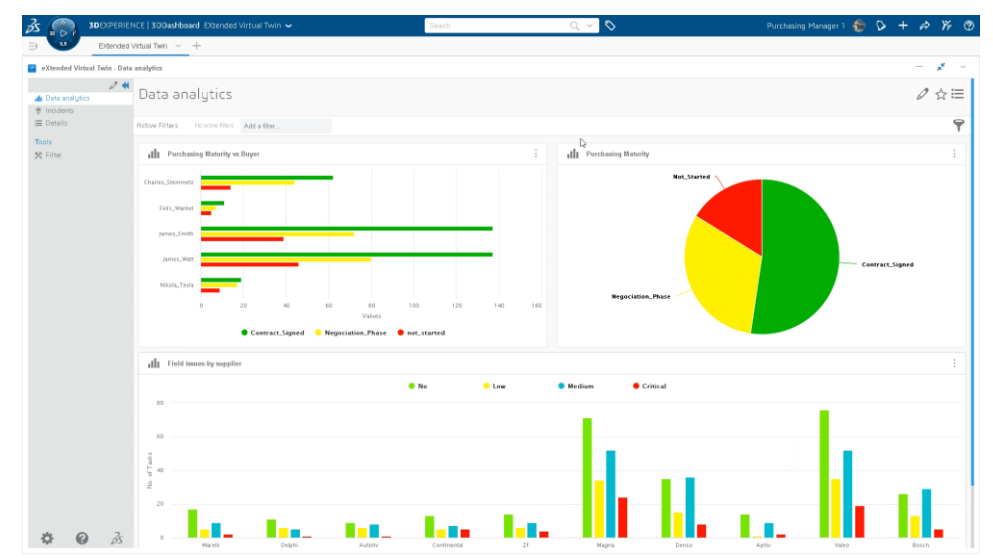 3DEXPERIENCE | 3DDashboard Extended Virtual Twin
Search
Purchasing Manager 1
V.R
Extended Virtual Twin
eXtended Virtual Twin - Data analytics
Data analytics
Incidents
Details
Tools
Filter
Data analytics
Active Filters No active filters Add a filter...
Purchasing Maturity vs Buyer
Charles_Steinmetz
Felix_Wankel
James_Smith
James_Watt
Nikola_Tesla
0 20 40 60 80 100 120 140 160
Values
Contract_Signed Negociation_Phase not_started
Purchasing Maturity
Not_Started
Contract_Signed
Negociation_Phase
Field issues by supplier
No Low Medium Critical
80
60
40
20
0
No. of Tasks
Marelli Delphi Autoliv Continental Zf Magna Denso Aptiv Valeo Bosch